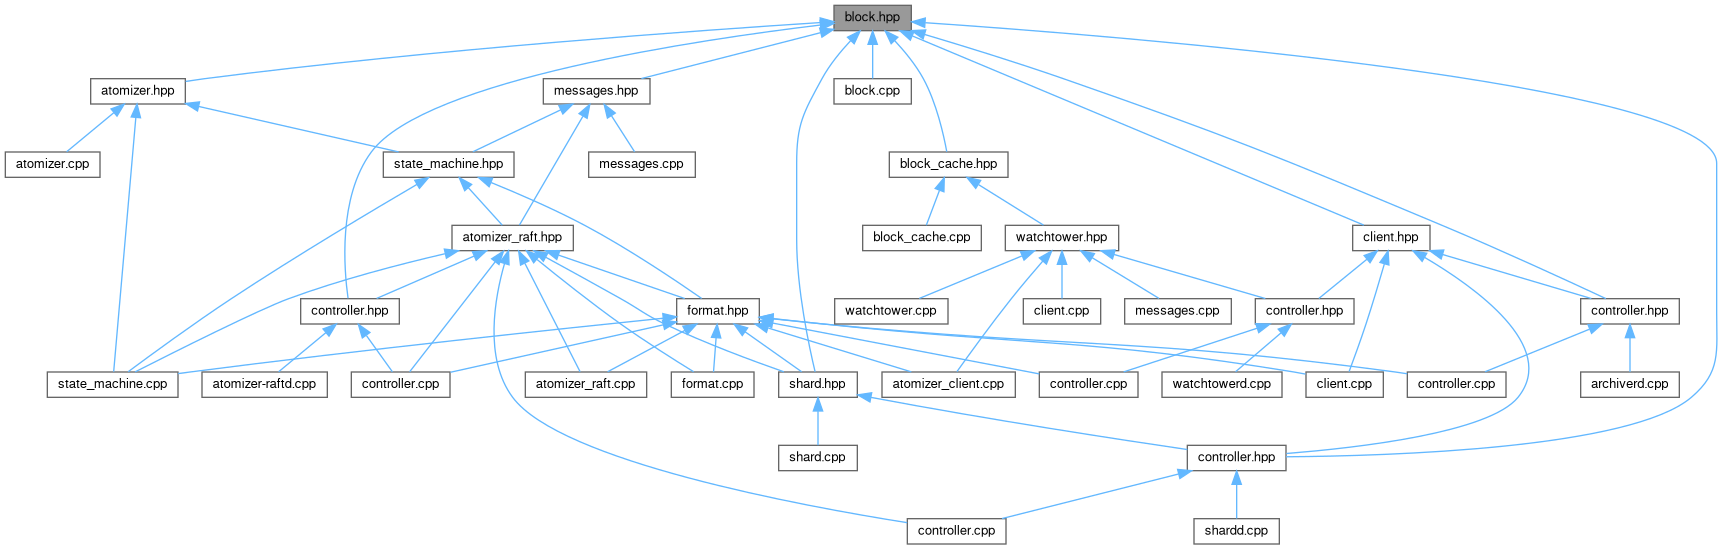 block.hpp
atomizer.hpp
messages.hpp
block.cpp
atomizer.cpp
state_machine.hpp
messages.cpp
block_cache.hpp
atomizer_raft.hpp
block_cache.cpp
watchtower.hpp
client.hpp
controller.hpp
format.hpp
watchtower.cpp
client.cpp
messages.cpp
controller.hpp
controller.hpp
state_machine.cpp
atomizer-raftd.cpp
controller.cpp
atomizer_raft.cpp
format.cpp
shard.hpp
atomizer_client.cpp
controller.cpp
watchtowerd.cpp
client.cpp
controller.cpp
archiverd.cpp
shard.cpp
controller.hpp
controller.cpp
shardd.cpp